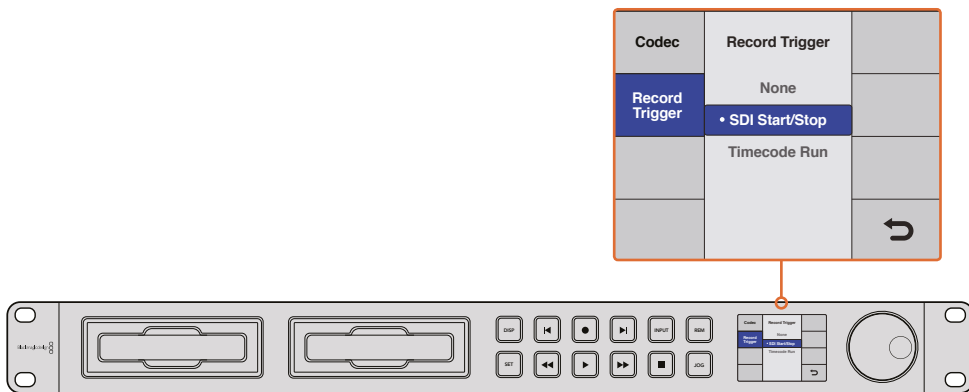 Codec
Record Trigger
None
Record
Trigger
• SDI Start/Stop
Timecode Run
Blackmagicdesign
DISP
INPUT
REM
SET
JOG
Codec
Record Trigger
None
Record
Trigger
• SDI Start/Stop
Timecode Run